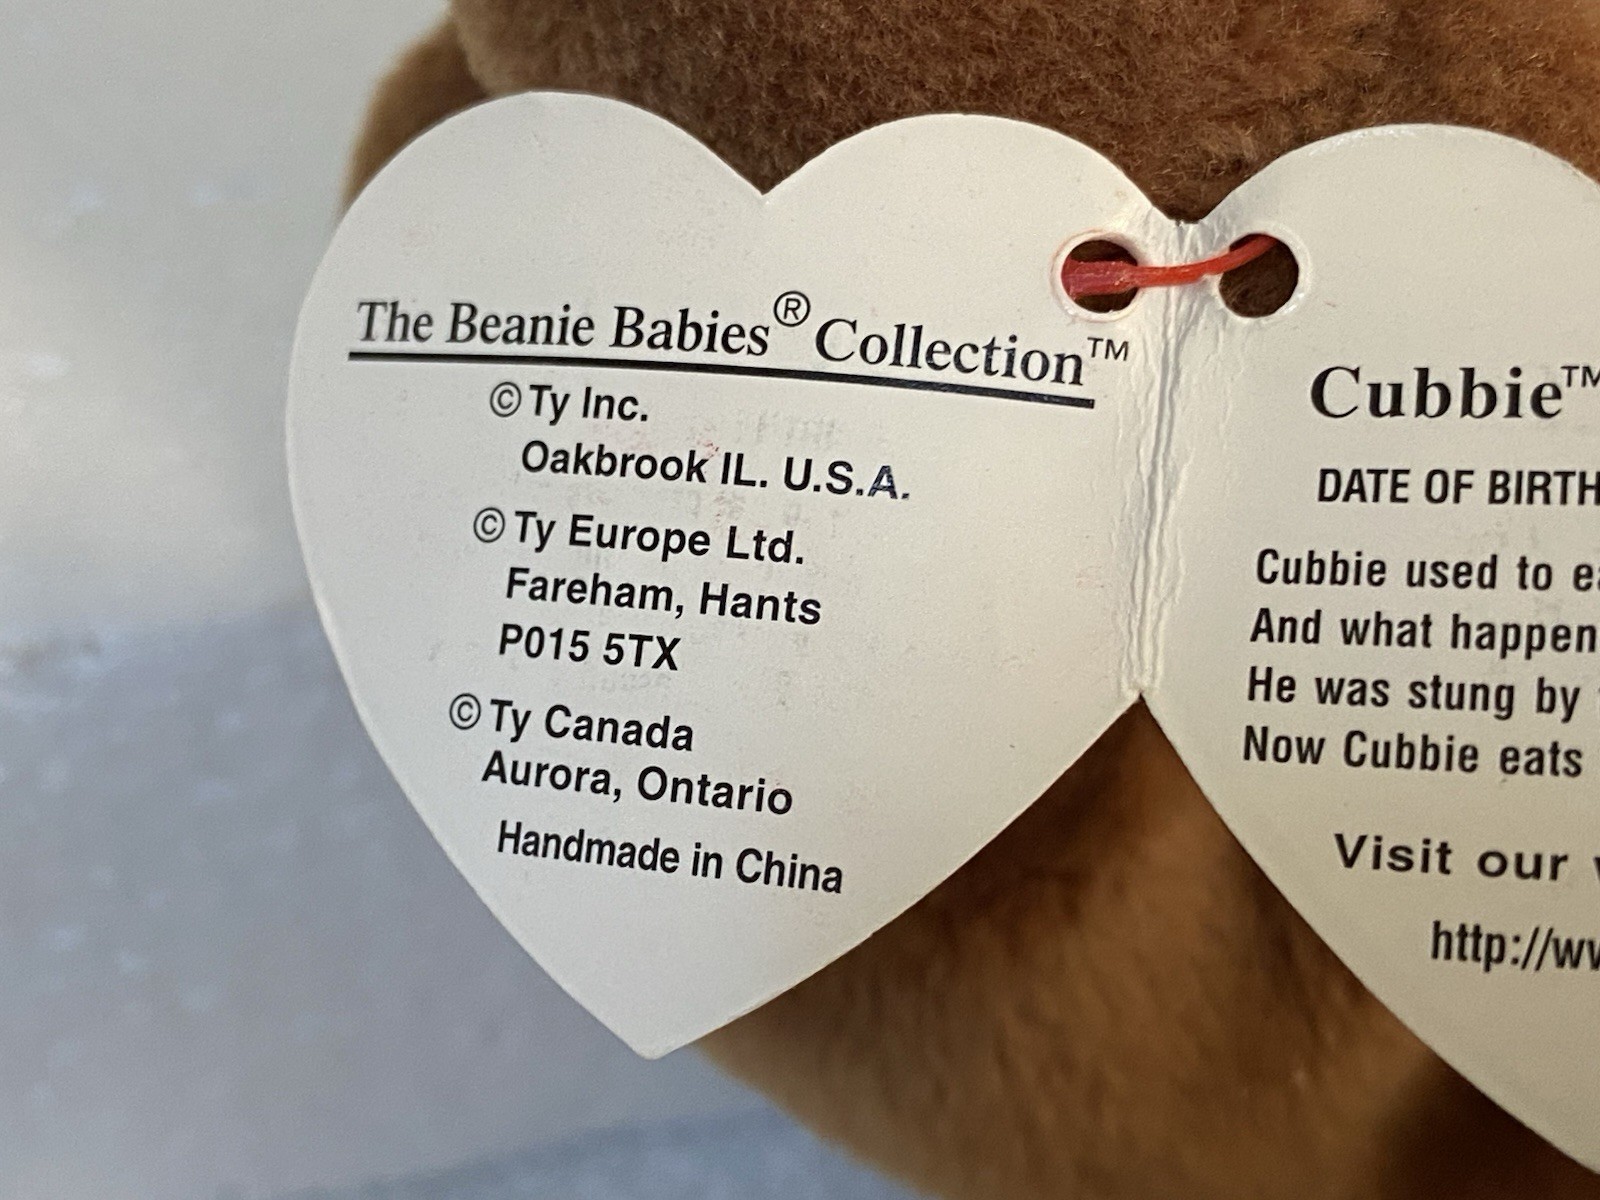 The Beanie Babies® Collection™
© Ty Inc.
Oakbrook IL. U.S.A.
© Ty Europe Ltd.
Fareham, Hants
P015 5TX
© Ty Canada
Aurora, Ontario
Handmade in China
Cubbie™
DATE OF BIRTH
Cubbie used to
And what happen
He was stung by
Now Cubbie eats
Visit our
http://